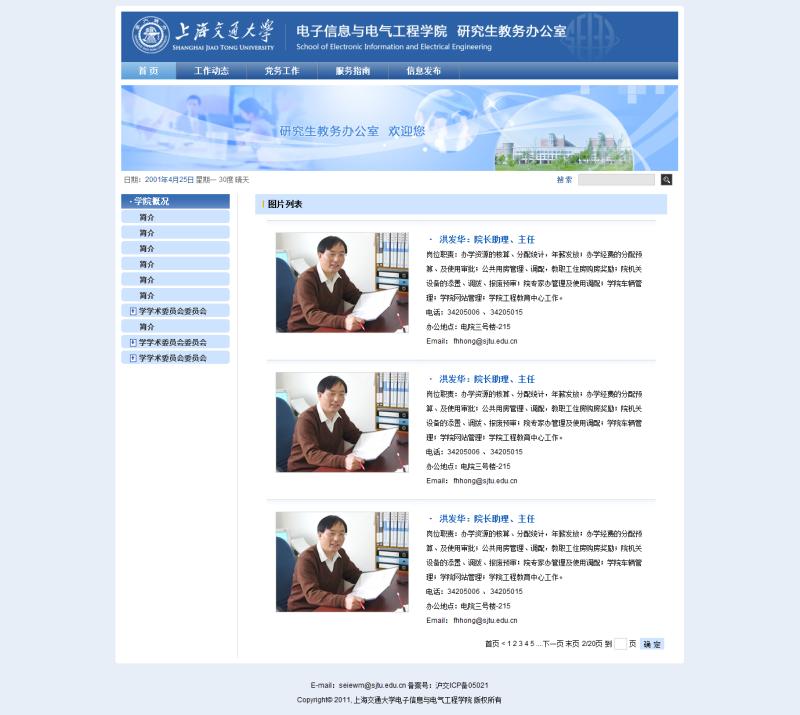 上海交通大学
SHANGHAI JIAO TONG UNIVERSITY
电子信息与电气工程学院 研究生教务办公室
School of Electronic Information and Electrical Engineering
首 页 工作动态 党务工作 服务指南 信息发布
研究生教务办公室 欢迎您
日期：2001年4月25日 星期一 30度 晴天
搜 索
· 学院概况
简介
简介
简介
简介
简介
简介
学学术委员会委员会
简介
学学术委员会委员会
学学术委员会委员会
图片列表
· 洪发华：院长助理、主任
岗位职责：办学资源的核算、分配统计，年薪发放；办学经费的分配预
算、及使用审批；公共用房管理、调配，教职工住房购房奖励；院机关
设备的添置、调拨、报废预审；院专家办管理及使用调配；学院车辆管
理；学院网站管理；学院工程教育中心工作。
电话：34205006 、 34205015
办公地点：电院三号楼-215
Email： fhhong@sjtu.edu.cn
· 洪发华：院长助理、主任
岗位职责：办学资源的核算、分配统计，年薪发放；办学经费的分配预
算、及使用审批；公共用房管理、调配，教职工住房购房奖励；院机关
设备的添置、调拨、报废预审；院专家办管理及使用调配；学院车辆管
理；学院网站管理；学院工程教育中心工作。
电话：34205006 、 34205015
办公地点：电院三号楼-215
Email： fhhong@sjtu.edu.cn
· 洪发华：院长助理、主任
岗位职责：办学资源的核算、分配统计，年薪发放；办学经费的分配预
算、及使用审批；公共用房管理、调配，教职工住房购房奖励；院机关
设备的添置、调拨、报废预审；院专家办管理及使用调配；学院车辆管
理；学院网站管理；学院工程教育中心工作。
电话：34205006 、 34205015
办公地点：电院三号楼-215
Email： fhhong@sjtu.edu.cn
首页 < 1 2 3 4 5 ...下一页 末页 2/20页 到 页 确 定
E-mail：seiewm@sjtu.edu.cn 备案号：沪交ICP备05021
Copyright© 2011, 上海交通大学电子信息与电气工程学院 版权所有